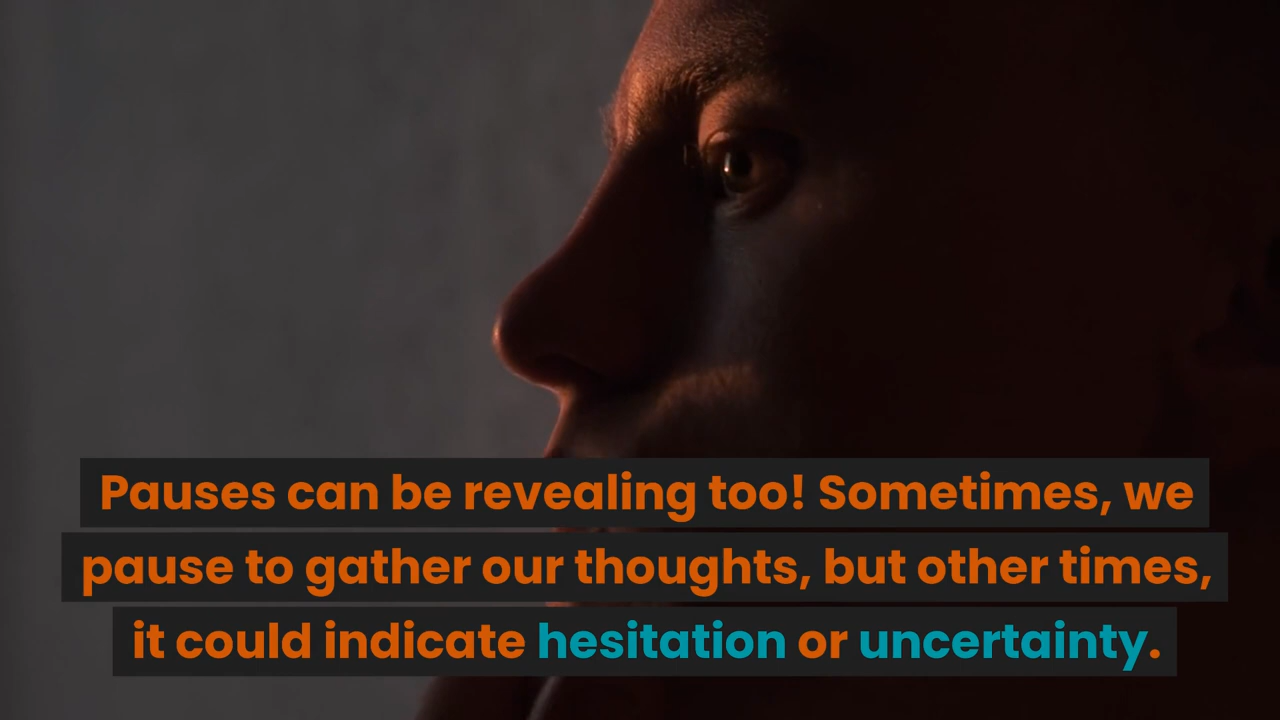 Pauses can be revealing too! Sometimes, we
pause to gather our thoughts, but other times,
it could indicate hesitation or uncertainty.